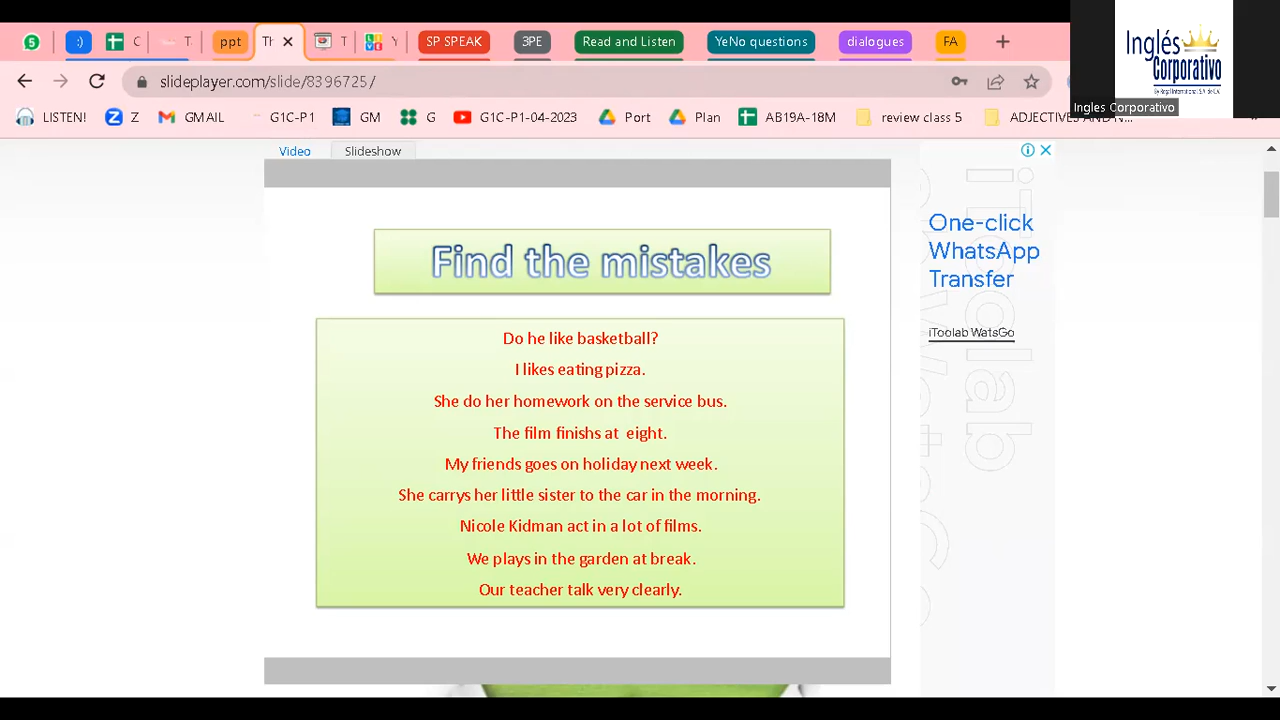 ppt
Th
T
SP SPEAK
3PE
Read and Listen
YeNo questions
dialogues
FA
slideplayer.com/slide/8396725/
LISTEN!
Z
GMAIL
G1C-P1
GM
G
G1C-P1-04-2023
Port
Plan
AB19A-18M
review class 5
ADJECTIVES AND N...
Inglés
Corporativo
Ingles Corporativo
Video
Slideshow
Find the mistakes
Do he like basketball?
I likes eating pizza.
She do her homework on the service bus.
The film finishs at eight.
My friends goes on holiday next week.
She carrys her little sister to the car in the morning.
Nicole Kidman act in a lot of films.
We plays in the garden at break.
Our teacher talk very clearly.
One-click
WhatsApp
Transfer
iToolab WatsGo
iToolab